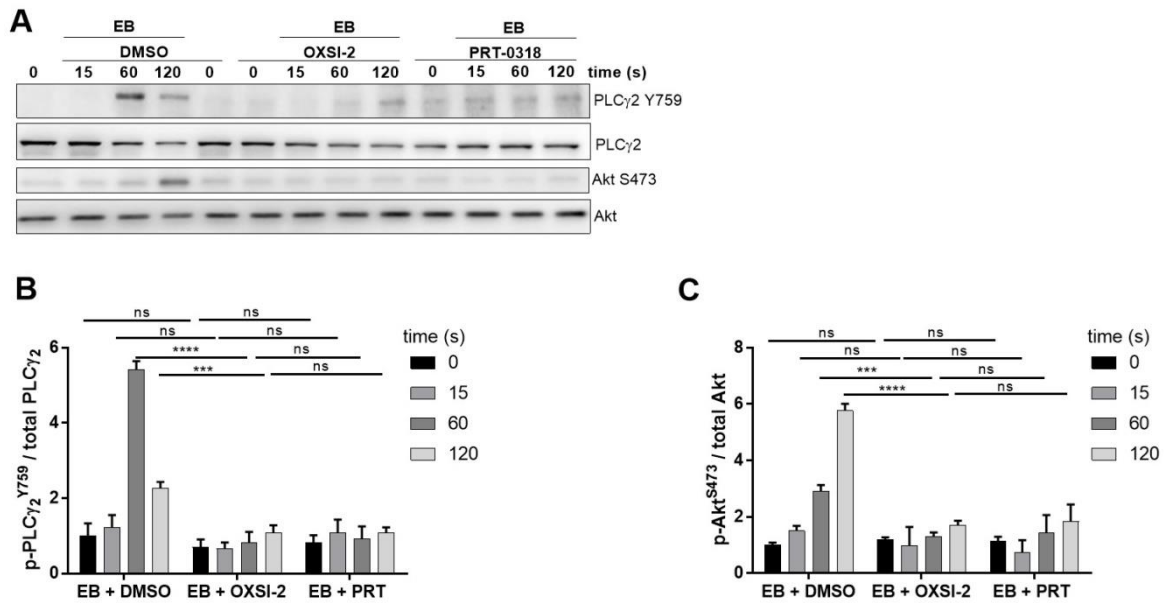 A
EB EB EB
DMSO OXSI-2 PRT-0318
0 15 60 120 0 0 15 60 120 0 15 60 120 time (s)
PLCγ2 Y759
PLCγ2
Akt S473
Akt
B
ns ns
ns ns
**** ns
*** ns
time (s)
0
15
60
120
p-PLCγ2^Y759 / total PLCγ2
6
4
2
0
EB + DMSO EB + OXSI-2 EB + PRT
C
ns ns
ns ns
*** ns
**** ns
time (s)
0
15
60
120
p-Akt^S473 / total Akt
8
6
4
2
0
EB + DMSO EB + OXSI-2 EB + PRT